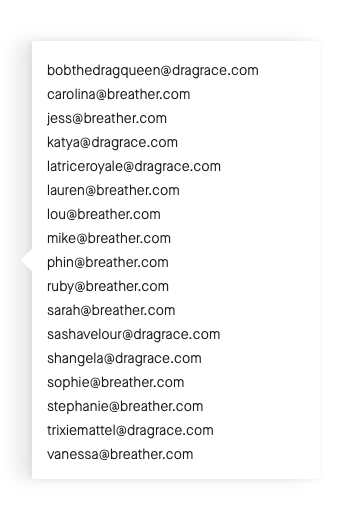 bobthedragqueen@dragrace.com
carolina@breather.com
jess@breather.com
katya@dragrace.com
latriceroyale@dragrace.com
lauren@breather.com
lou@breather.com
mike@breather.com
phin@breather.com
ruby@breather.com
sarah@breather.com
sashavelour@dragrace.com
shangela@dragrace.com
sophie@breather.com
stephanie@breather.com
trixiemattel@dragrace.com
vanessa@breather.com